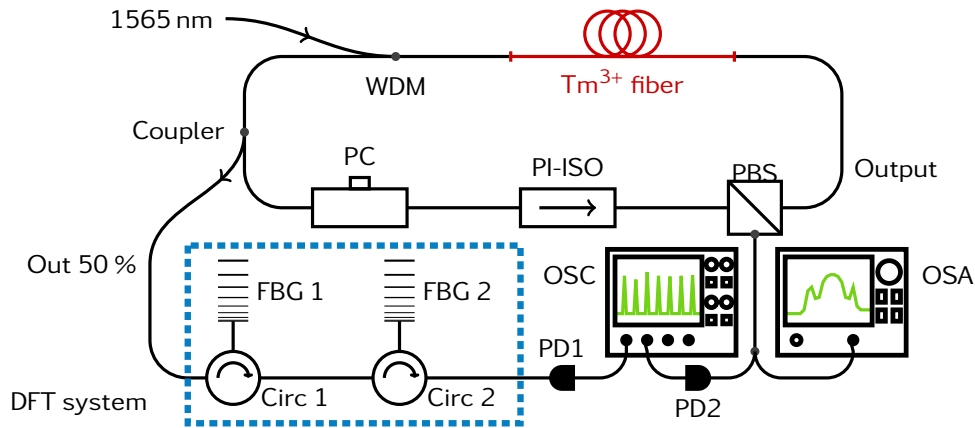 1565 nm
WDM
Tm³⁺ fiber
Coupler
PC
PI-ISO
PBS
Output
Out 50 %
FBG 1
FBG 2
OSC
OSA
PD1
DFT system
Circ 1
Circ 2
PD2